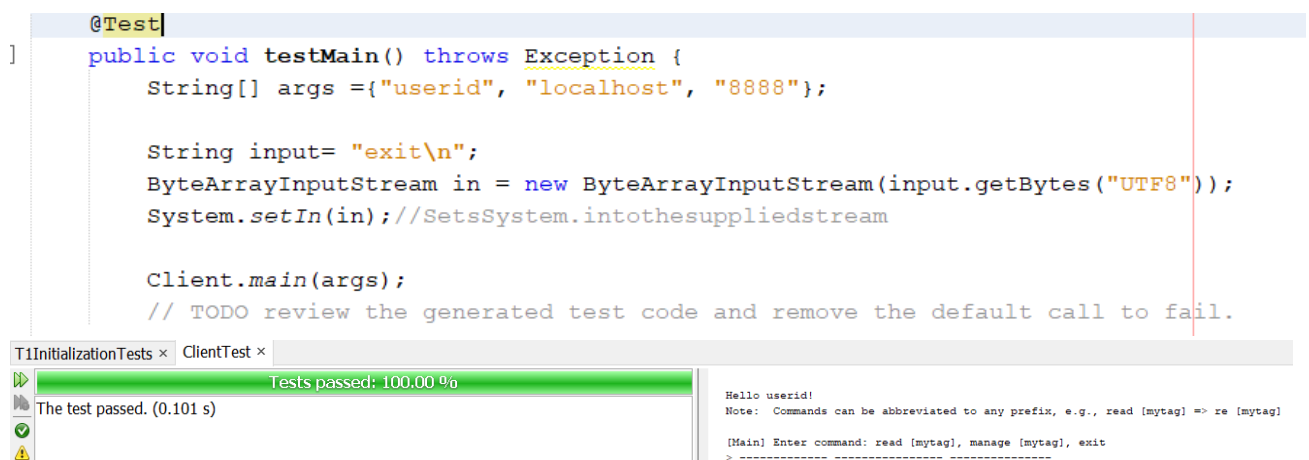 @Test
public void testMain() throws Exception {
String[] args ={"userid", "localhost", "8888"};
String input= "exit\n";
ByteArrayInputStream in = new ByteArrayInputStream(input.getBytes("UTF8"));
System.setIn(in);//SetsSystem.intothesuppliedstream
Client.main(args);
// TODO review the generated test code and remove the default call to fail.
T1InitializationTests × ClientTest ×
Tests passed: 100.00 %
The test passed. (0.101 s)
Hello userid!
Note:  Commands can be abbreviated to any prefix, e.g., read [mytag] => re [mytag]
[Main] Enter command: read [mytag], manage [mytag], exit
> ------------- ---------------- ---------------